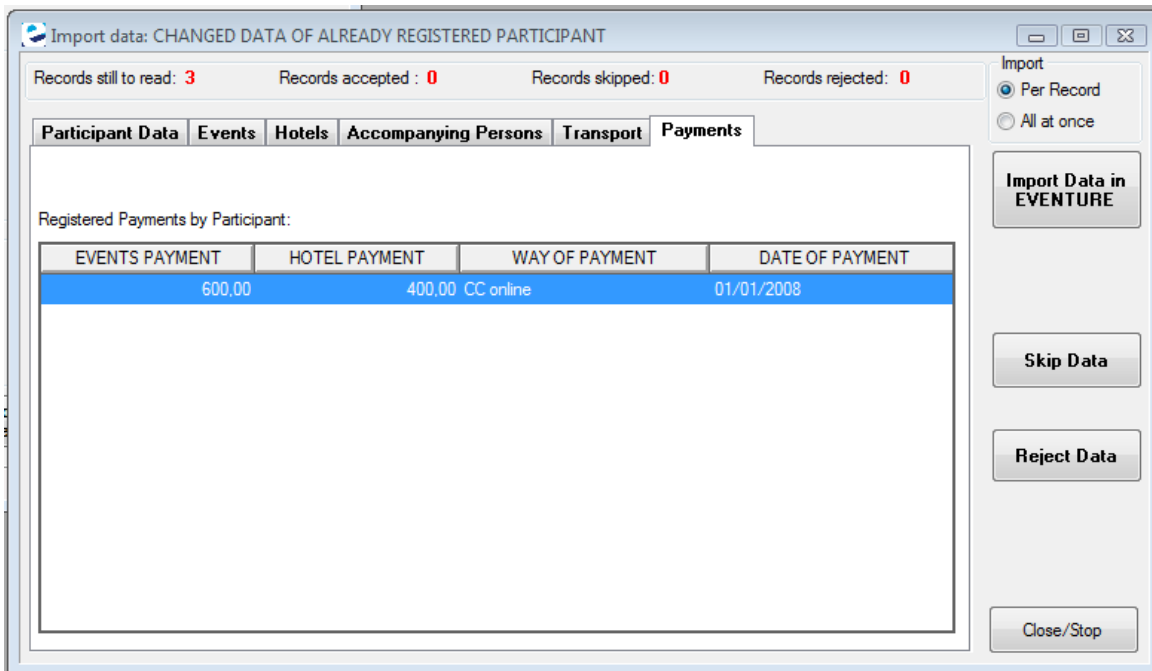 Import data: CHANGED DATA OF ALREADY REGISTERED PARTICIPANT
Records still to read: 3 Records accepted : 0 Records skipped: 0 Records rejected: 0
Import
Per Record
All at once
Participant Data Events Hotels Accompanying Persons Transport Payments
Import Data in
EVENTURE
Registered Payments by Participant:
EVENTS PAYMENT HOTEL PAYMENT WAY OF PAYMENT DATE OF PAYMENT
600,00 400,00 CC online 01/01/2008
Skip Data
Reject Data
Close/Stop